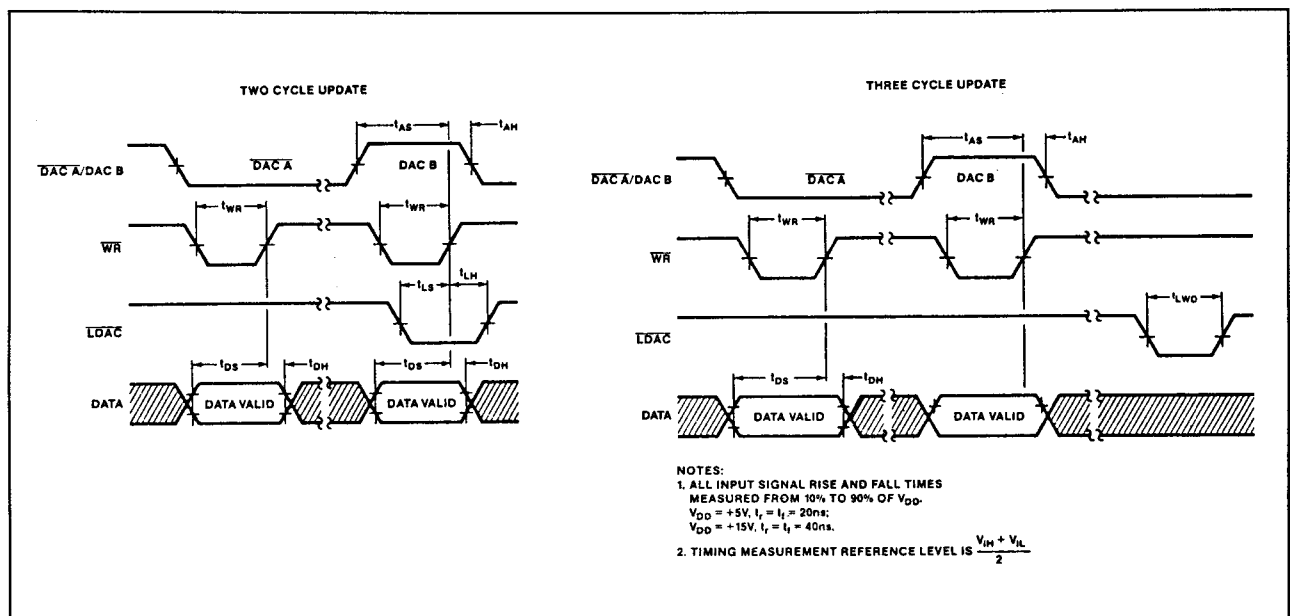 TWO CYCLE UPDATE
tAS
tAH
DAC A/DAC B
DAC A
DAC B
tWR
tWR
WR
tLS
tLH
LDAC
tDS
tDH
tDS
tDH
DATA
DATA VALID
DATA VALID
THREE CYCLE UPDATE
tAS
tAH
DAC A/DAC B
DAC A
DAC B
tWR
tWR
WR
tLWD
LDAC
tDS
tDH
DATA
DATA VALID
DATA VALID
NOTES:
1. ALL INPUT SIGNAL RISE AND FALL TIMES
MEASURED FROM 10% TO 90% OF VDD.
VDD = +5V, tr = tf = 20ns;
VDD = +15V, tr = tf = 40ns.
2. TIMING MEASUREMENT REFERENCE LEVEL IS (VIH + VIL)/2